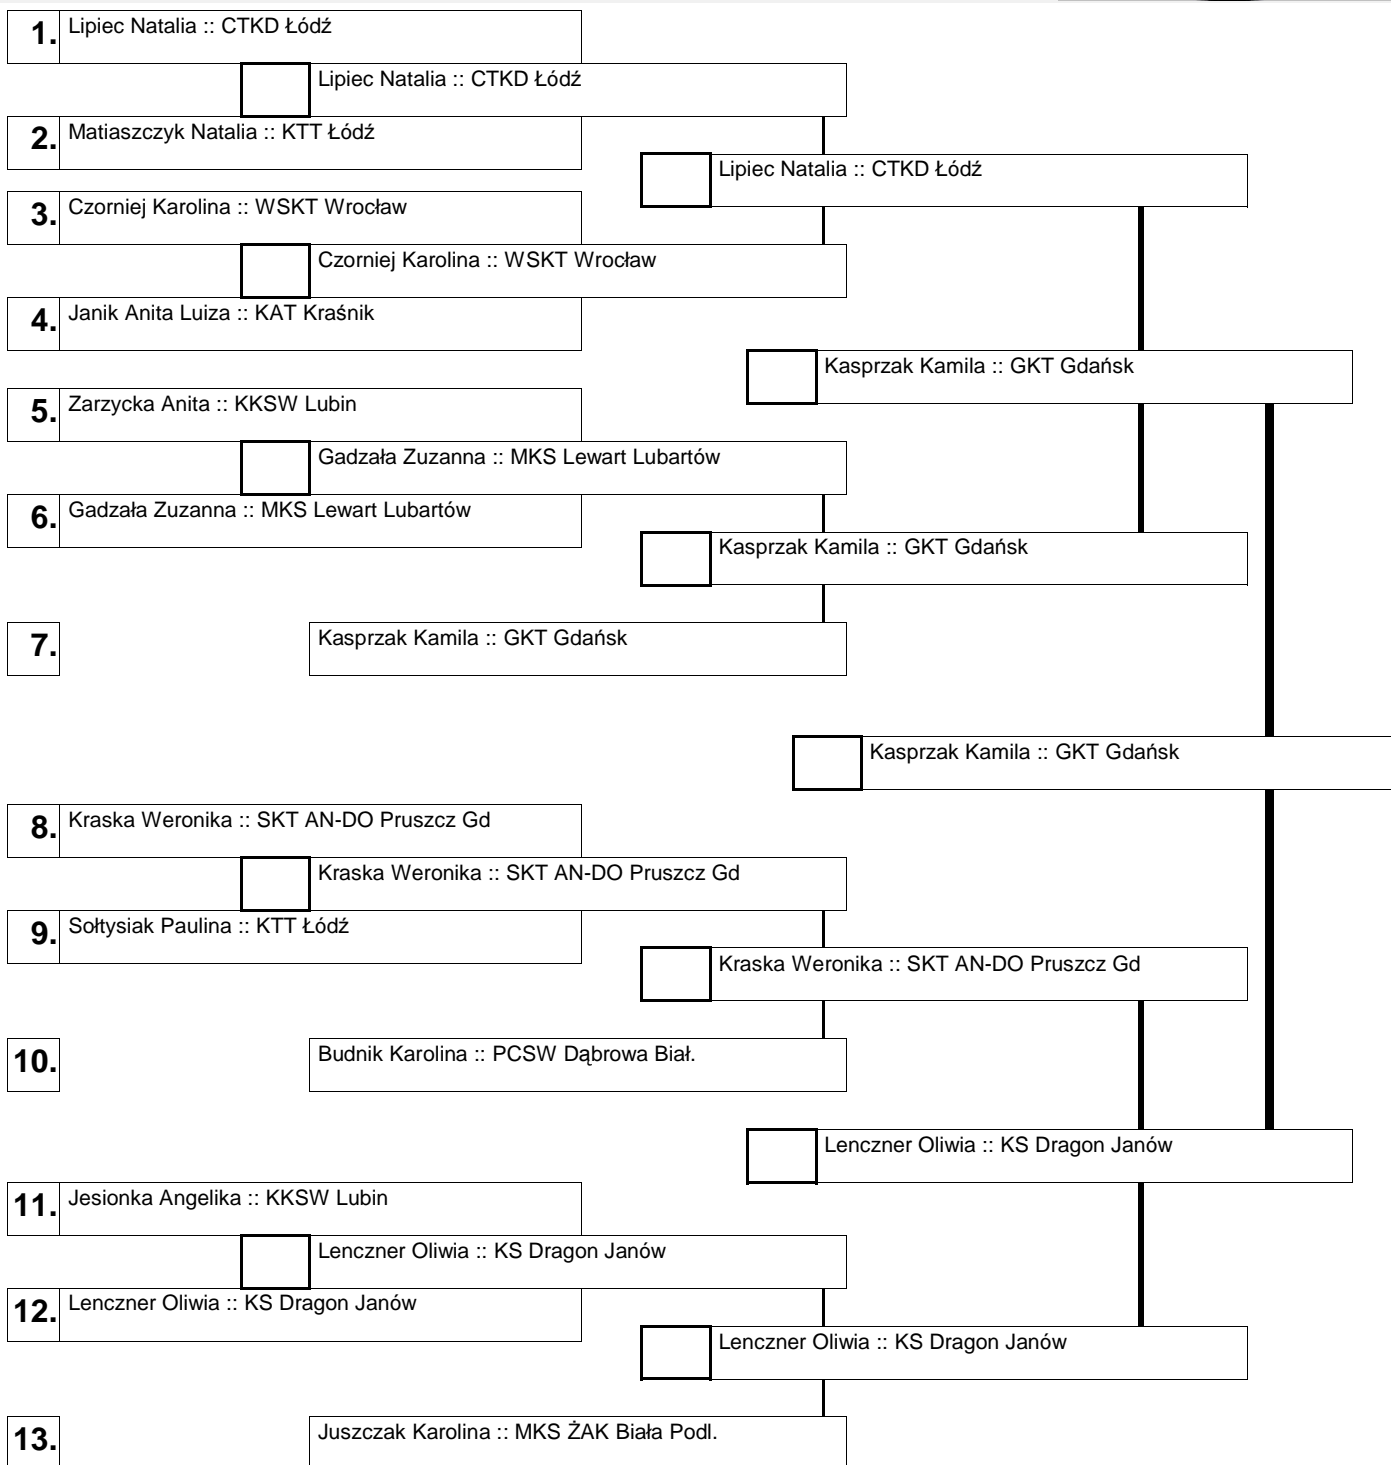 1. Lipiec Natalia :: CTKD Łódź
Lipiec Natalia :: CTKD Łódź
2. Matiaszczyk Natalia :: KTT Łódź
Lipiec Natalia :: CTKD Łódź
3. Czorniej Karolina :: WSKT Wrocław
Czorniej Karolina :: WSKT Wrocław
4. Janik Anita Luiza :: KAT Kraśnik
Kasprzak Kamila :: GKT Gdańsk
5. Zarzycka Anita :: KKSW Lubin
Gadzała Zuzanna :: MKS Lewart Lubartów
6. Gadzała Zuzanna :: MKS Lewart Lubartów
Kasprzak Kamila :: GKT Gdańsk
7. Kasprzak Kamila :: GKT Gdańsk
Kasprzak Kamila :: GKT Gdańsk
8. Kraska Weronika :: SKT AN-DO Pruszcz Gd
Kraska Weronika :: SKT AN-DO Pruszcz Gd
9. Sołtysiak Paulina :: KTT Łódź
Kraska Weronika :: SKT AN-DO Pruszcz Gd
10. Budnik Karolina :: PCSW Dąbrowa Biał.
Lenczner Oliwia :: KS Dragon Janów
11. Jesionka Angelika :: KKSW Lubin
Lenczner Oliwia :: KS Dragon Janów
12. Lenczner Oliwia :: KS Dragon Janów
Lenczner Oliwia :: KS Dragon Janów
13. Juszczak Karolina :: MKS ŻAK Biała Podl.